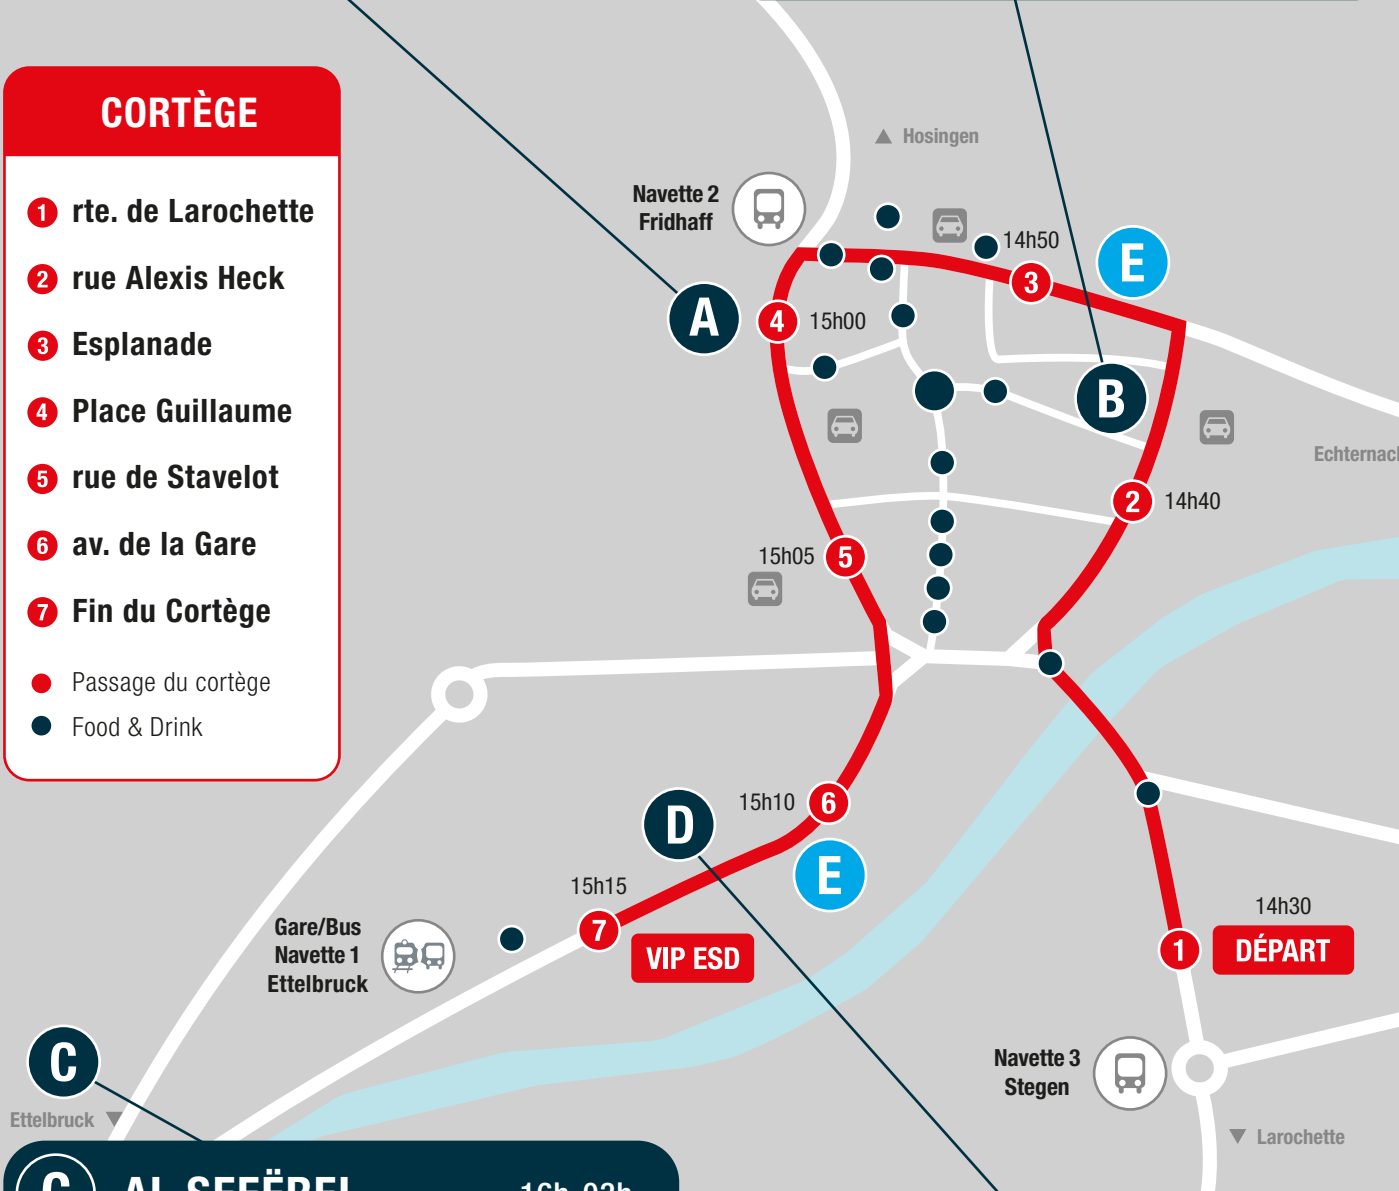 CORTÈGE
1 rte. de Larochette
2 rue Alexis Heck
3 Esplanade
4 Place Guillaume
5 rue de Stavelot
6 av. de la Gare
7 Fin du Cortège
Passage du cortège
Food & Drink
Hosingen
Navette 2
Fridhaff
14h50
E
3
A
4
15h00
B
Echternach
2
14h40
15h05
5
15h10
6
D
E
15h15
7
VIP ESD
Gare/Bus
Navette 1
Ettelbruck
14h30
1
DÉPART
Navette 3
Stegen
C
Ettelbruck
Larochette